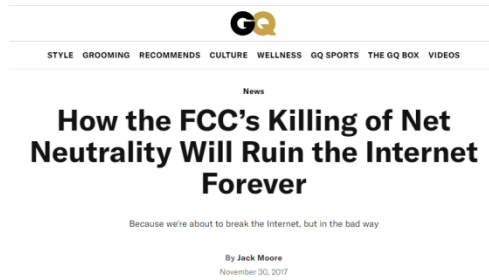 GQ
STYLE GROOMING RECOMMENDS CULTURE WELLNESS GQ SPORTS THE GQ BOX VIDEOS
News
How the FCC’s Killing of Net
Neutrality Will Ruin the Internet
Forever
Because we're about to break the Internet, but in the bad way
By Jack Moore
November 30, 2017